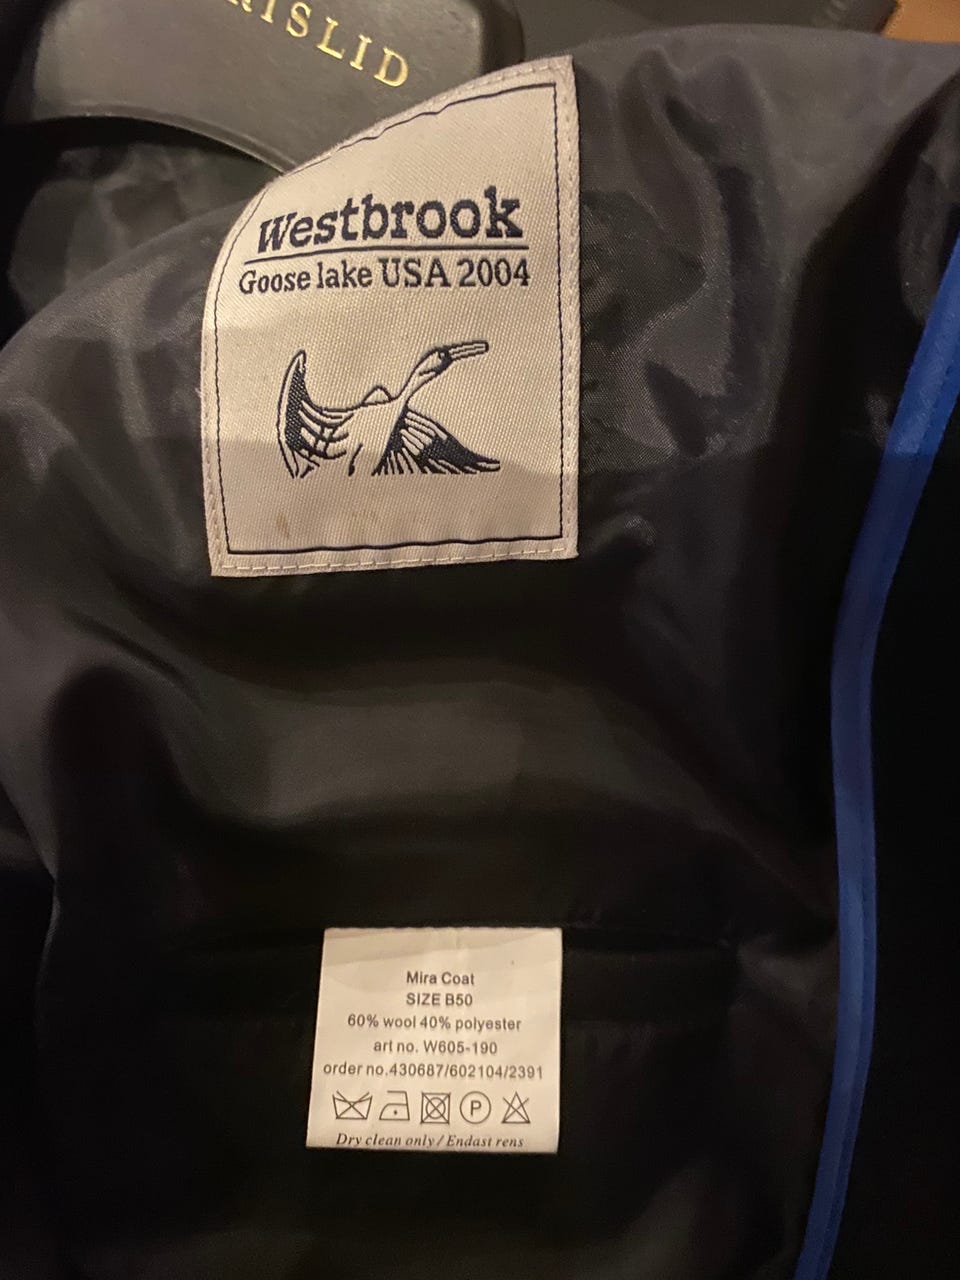 RISLID
Westbrook
Goose lake USA 2004
Mira Coat
SIZE B50
60% wool 40% polyester
art no. W605-190
order no.430687/602104/2391
P
Dry clean only / Endast rens